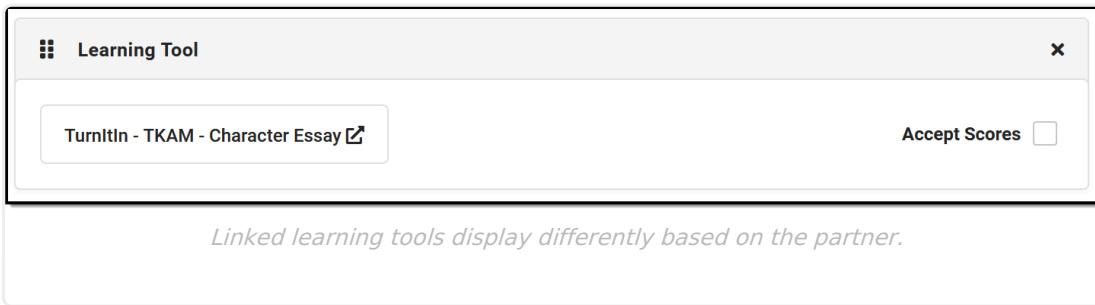 Learning Tool
TurnItIn - TKAM - Character Essay
Accept Scores
Linked learning tools display differently based on the partner.